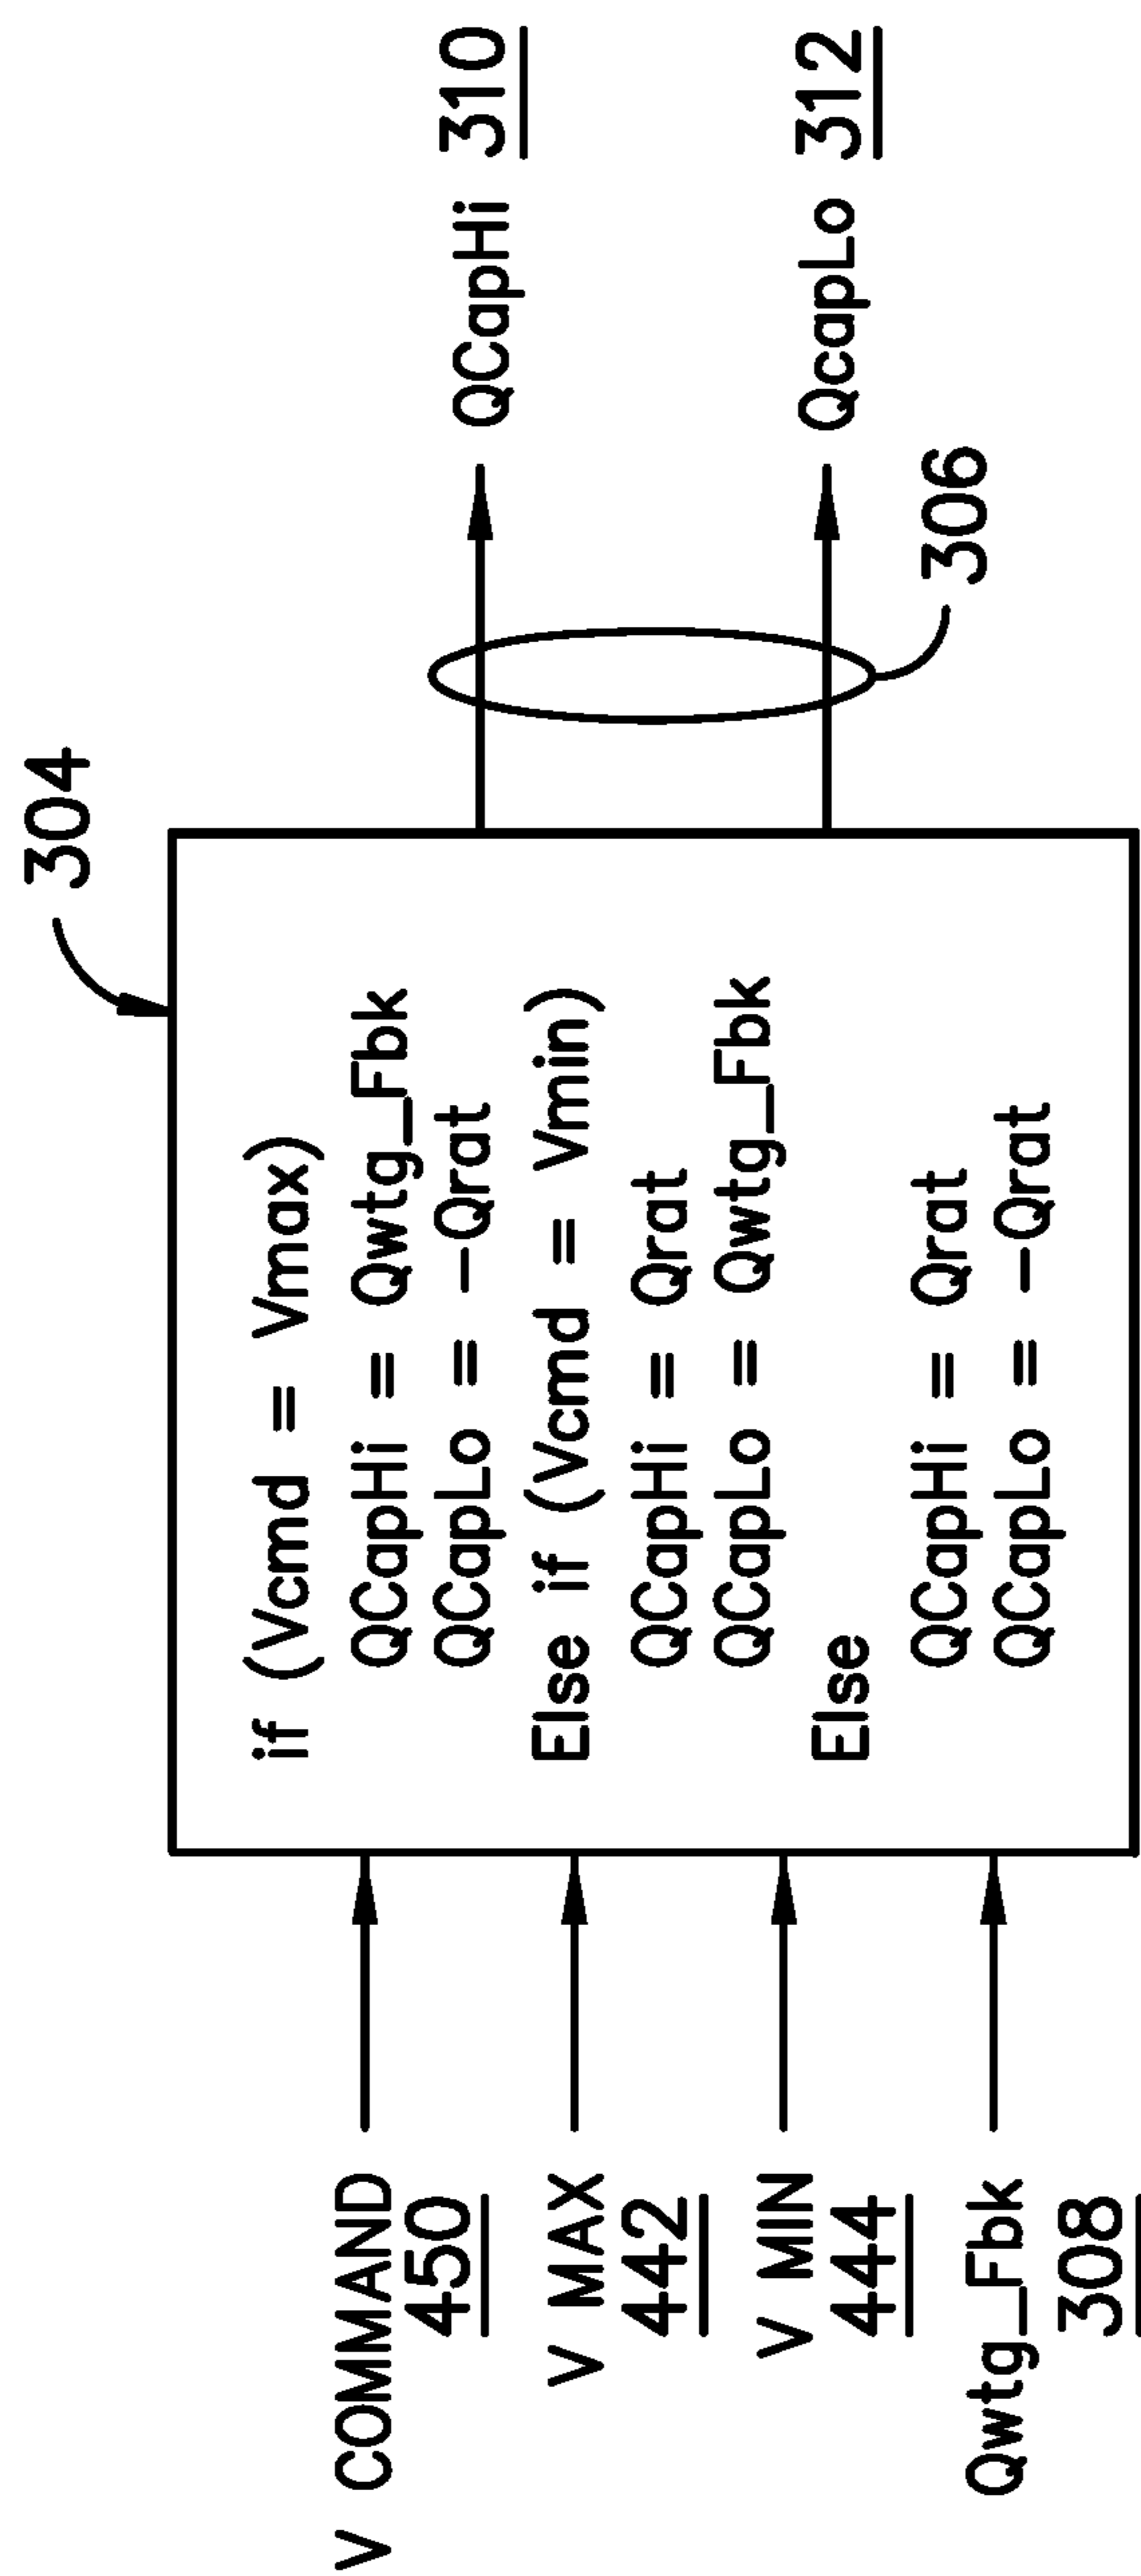 304
V COMMAND
450
V MAX
442
V MIN
444
Qwtg_Fbk
308
if (Vcmd = Vmax)
QCapHi = Qwtg_Fbk
QCapLo = -Qrat
Else if (Vcmd = Vmin)
QCapHi = Qrat
QCapLo = Qwtg_Fbk
Else
QCapHi = Qrat
QCapLo = -Qrat
QCapHi 310
QcapLo 312
306